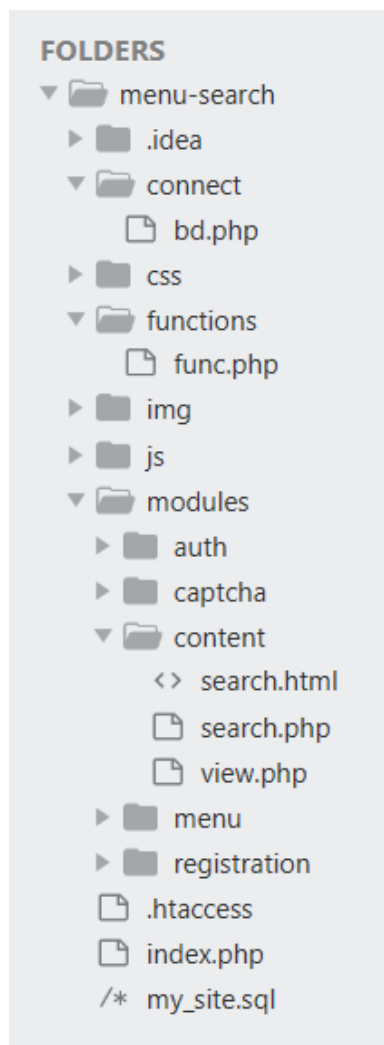 FOLDERS
menu-search
.idea
connect
bd.php
css
functions
func.php
img
js
modules
auth
captcha
content
<> search.html
search.php
view.php
menu
registration
.htaccess
index.php
/* my_site.sql